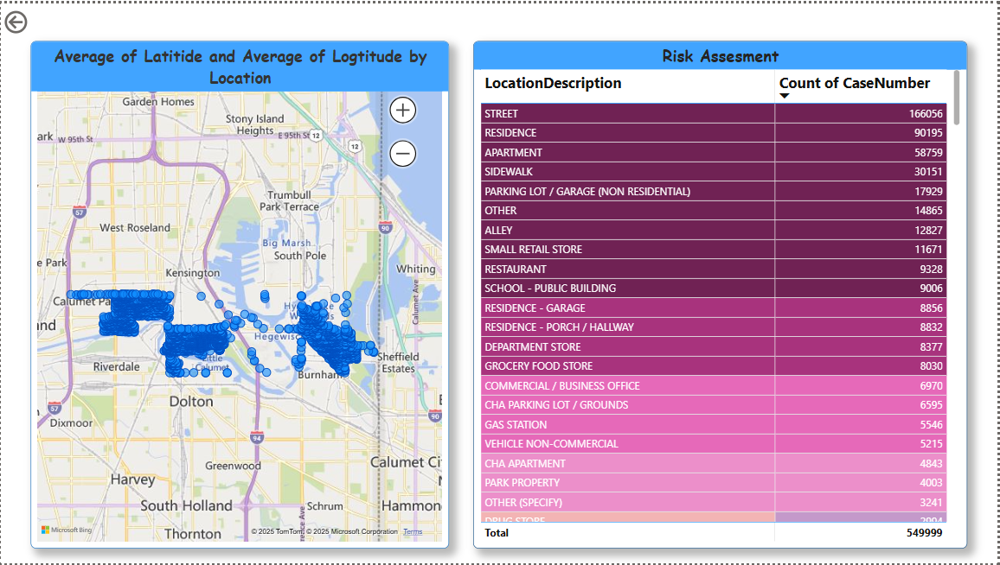 Average of Latitide and Average of Logtitude by
Location
Garden Homes
Stony Island
Heights
ark
W 95th St
E 95th St
12
12
Trumbull
Park Terrace
57
West Roseland
90
Big Marsh
South Pole
e Park
Kensington
Whiting
Calumet Ave
Calumet Pa
nd
Hegewisc
Riverdale
Little
Calumet
Burnham
Sheffield
Estates
Dolton
57
Dixmoor
90
94
Greenwood
Calumet Ci
Harvey
South Holland
Schrum
Hammon
Thornton
Microsoft Bing
© 2025 TomTom, © 2025 Microsoft Corporation Terms
Risk Assesment
LocationDescription Count of CaseNumber
STREET 166056
RESIDENCE 90195
APARTMENT 58759
SIDEWALK 30151
PARKING LOT / GARAGE (NON RESIDENTIAL) 17929
OTHER 14865
ALLEY 12827
SMALL RETAIL STORE 11671
RESTAURANT 9328
SCHOOL - PUBLIC BUILDING 9006
RESIDENCE - GARAGE 8856
RESIDENCE - PORCH / HALLWAY 8832
DEPARTMENT STORE 8377
GROCERY FOOD STORE 8030
COMMERCIAL / BUSINESS OFFICE 6970
CHA PARKING LOT / GROUNDS 6595
GAS STATION 5546
VEHICLE NON-COMMERCIAL 5215
CHA APARTMENT 4843
PARK PROPERTY 4003
OTHER (SPECIFY) 3241
DRUG STORE 2994
Total 549999